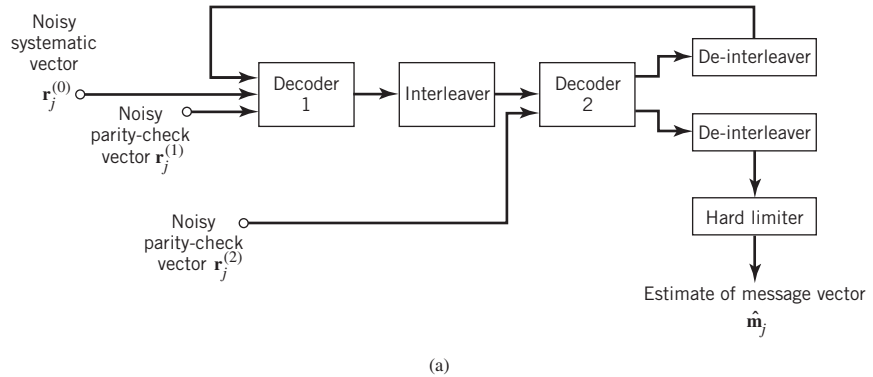 Noisy
systematic
vector
r_j^(0)
Noisy
parity-check
vector r_j^(1)
Decoder
1
Interleaver
Decoder
2
De-interleaver
De-interleaver
Hard limiter
Noisy
parity-check
vector r_j^(2)
Estimate of message vector
m̂_j
(a)